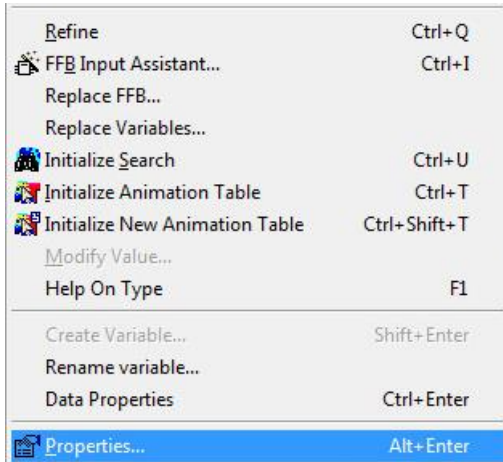 Refine Ctrl+Q
FFB Input Assistant... Ctrl+I
Replace FFB...
Replace Variables...
Initialize Search Ctrl+U
Initialize Animation Table Ctrl+T
Initialize New Animation Table Ctrl+Shift+T
Modify Value...
Help On Type F1
Create Variable... Shift+Enter
Rename variable...
Data Properties Ctrl+Enter
Properties... Alt+Enter